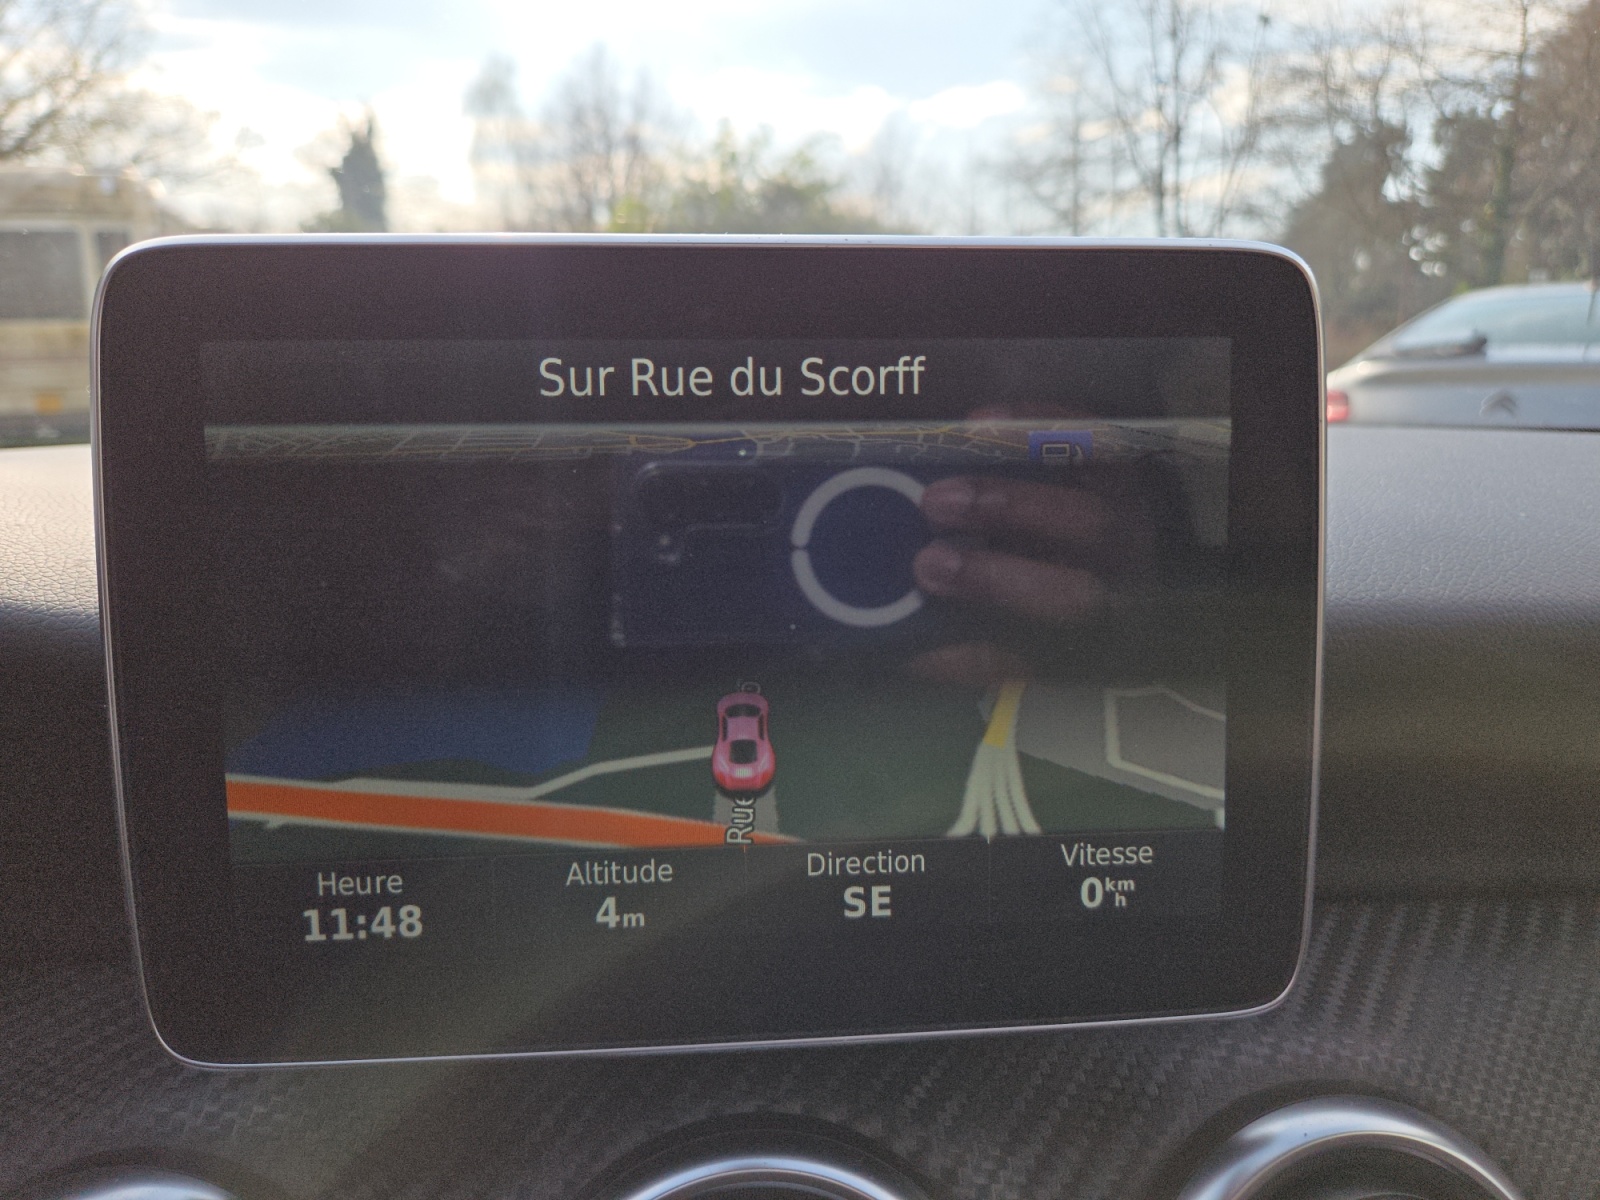 Sur Rue du Scorff
Rue
Heure
11:48
Altitude
4m
Direction
SE
Vitesse
0km
h